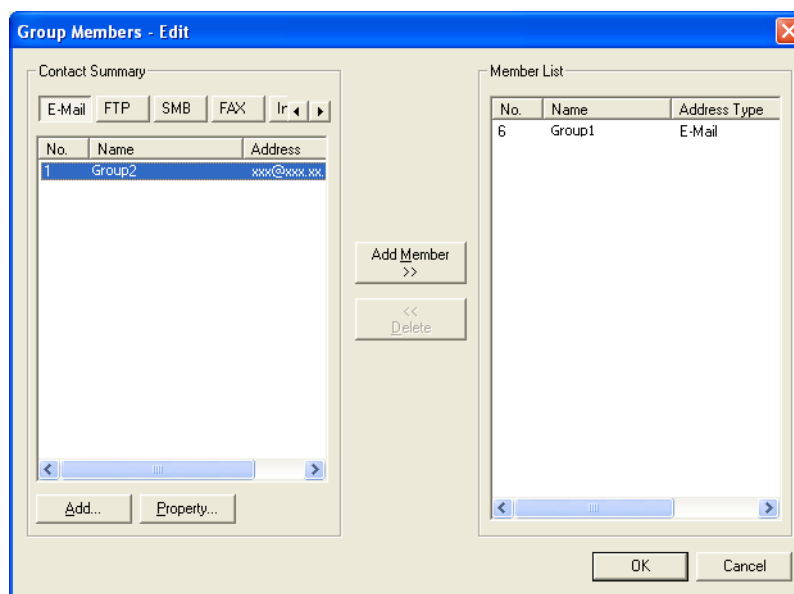 Group Members - Edit
Contact Summary
E-Mail FTP SMB FAX
No. Name Address
1 Group2 xxx@xxx.xx.
Add...
Property...
Add Member
>>
<<
Delete
Member List
No. Name Address Type
6 Group1 E-Mail
OK
Cancel